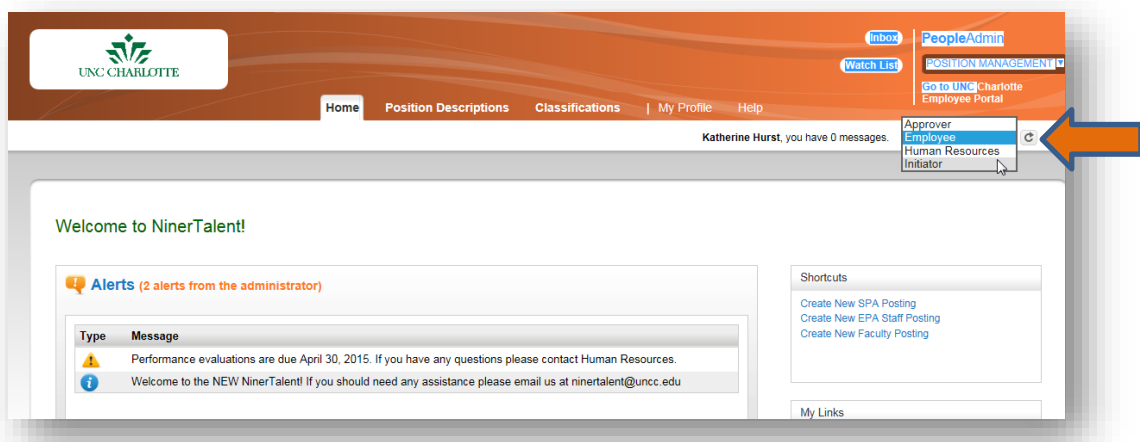 UNC CHARLOTTE
Inbox
Watch List
PeopleAdmin
POSITION MANAGEMENT
Go to UNC Charlotte
Employee Portal
Home Position Descriptions Classifications | My Profile Help
Katherine Hurst, you have 0 messages.
Approver
Employee
Human Resources
Initiator
Welcome to NinerTalent!
Alerts (2 alerts from the administrator)
Type Message
Performance evaluations are due April 30, 2015. If you have any questions please contact Human Resources.
Welcome to the NEW NinerTalent! If you should need any assistance please email us at ninertalent@uncc.edu
Shortcuts
Create New SPA Posting
Create New EPA Staff Posting
Create New Faculty Posting
My Links